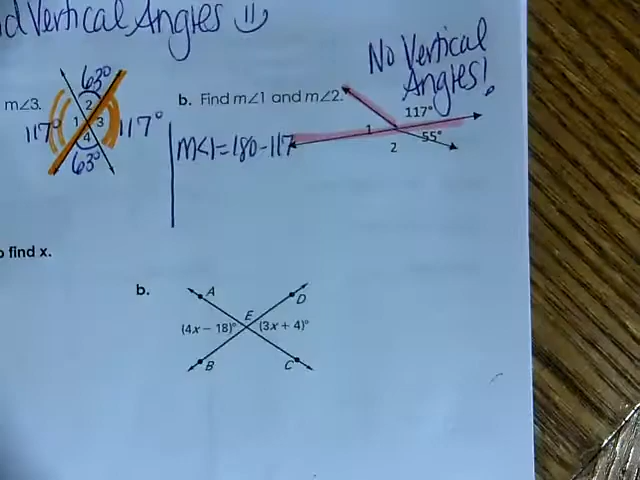 d Vertical Angles
No Vertical
Angles!
63°
m∠3.
2
1
3
117°
117°
63°
b. Find m∠1 and m∠2.
117°
m<1=180-117
1
55°
2
find x.
b.
A
D
E
(4x − 18)°
(3x + 4)°
B
C